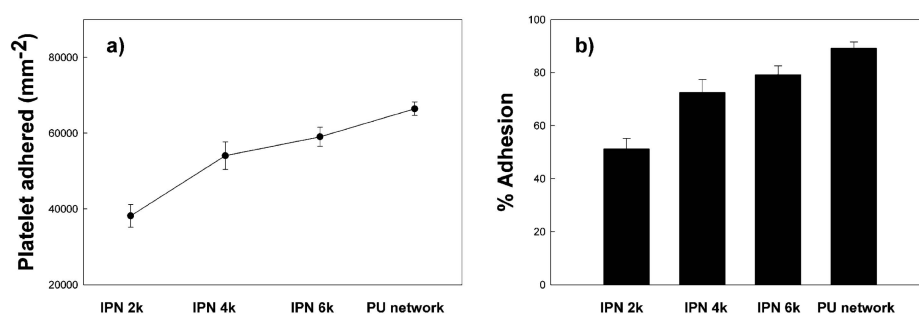 a)
Platelet adhered (mm⁻²)
80000
60000
40000
20000
IPN 2k IPN 4k IPN 6k PU network
b)
% Adhesion
100
80
60
40
20
0
IPN 2k IPN 4k IPN 6k PU network